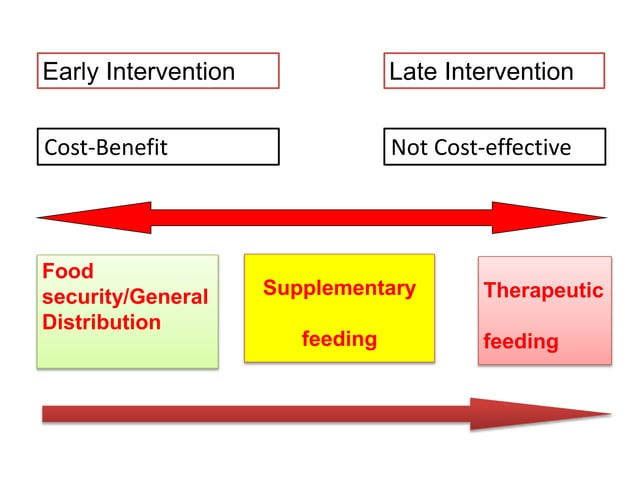 Early Intervention
Late Intervention
Cost-Benefit
Not Cost-effective
Food
security/General
Distribution
Supplementary
feeding
Therapeutic
feeding